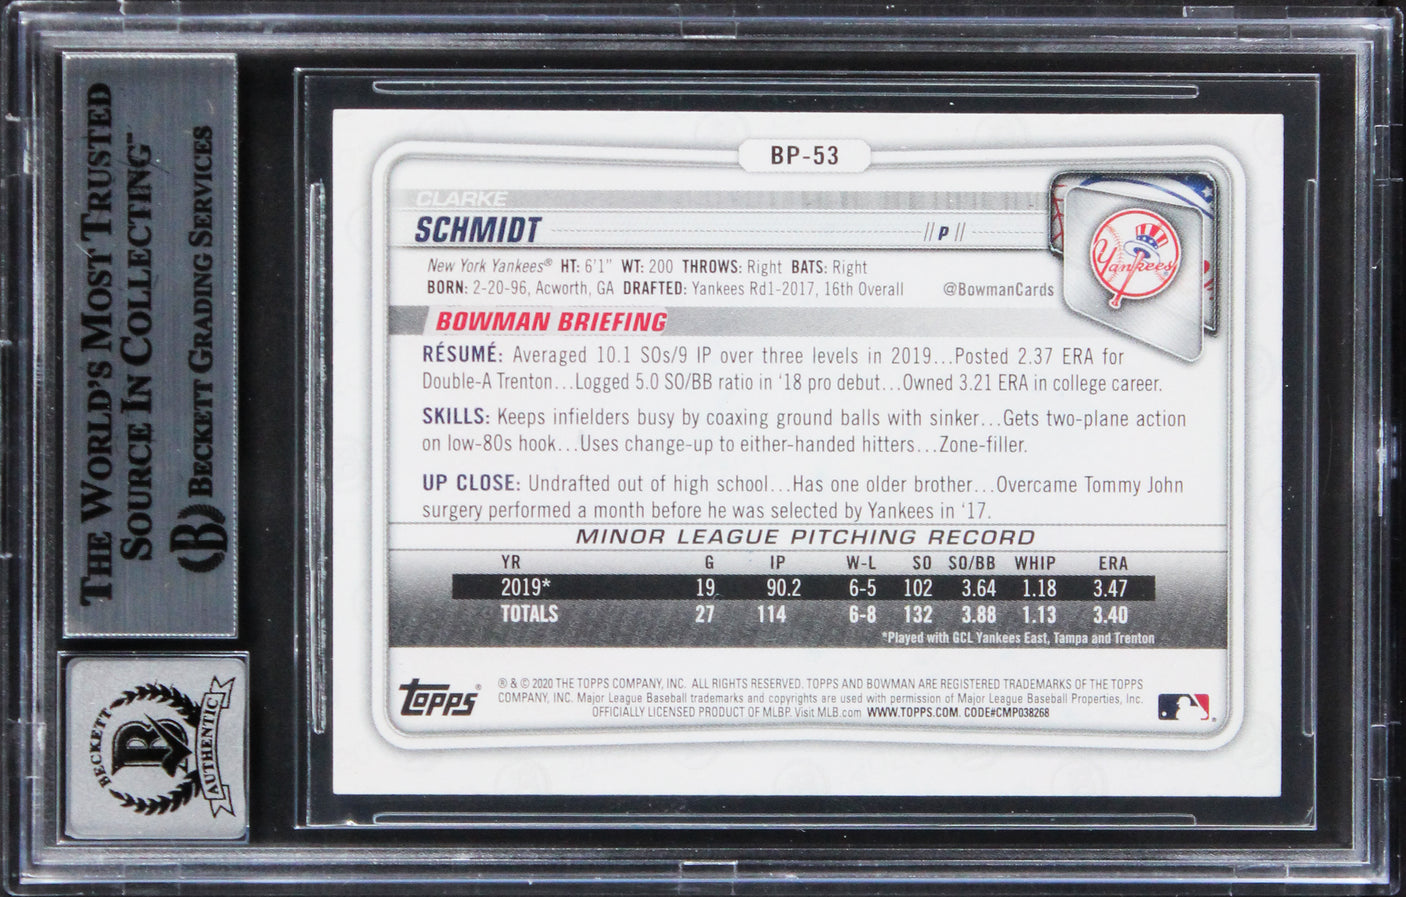 THE WORLD'S MOST TRUSTED
SOURCE IN COLLECTING™
B BECKETT GRADING SERVICES
BECKETT
B
AUTHENTIC
BP-53
CLARKE
SCHMIDT
// P //
Yankees
New York Yankees® HT: 6'1" WT: 200 THROWS: Right BATS: Right
BORN: 2-20-96, Acworth, GA DRAFTED: Yankees Rd1-2017, 16th Overall @BowmanCards
BOWMAN BRIEFING
RÉSUMÉ: Averaged 10.1 SOs/9 IP over three levels in 2019...Posted 2.37 ERA for
Double-A Trenton...Logged 5.0 SO/BB ratio in '18 pro debut...Owned 3.21 ERA in college career.
SKILLS: Keeps infielders busy by coaxing ground balls with sinker...Gets two-plane action
on low-80s hook...Uses change-up to either-handed hitters...Zone-filler.
UP CLOSE: Undrafted out of high school...Has one older brother...Overcame Tommy John
surgery performed a month before he was selected by Yankees in '17.
MINOR LEAGUE PITCHING RECORD
YR G IP W-L SO SO/BB WHIP ERA
2019* 19 90.2 6-5 102 3.64 1.18 3.47
TOTALS 27 114 6-8 132 3.88 1.13 3.40
*Played with GCL Yankees East, Tampa and Trenton
Topps®
® & © 2020 THE TOPPS COMPANY, INC. ALL RIGHTS RESERVED. TOPPS AND BOWMAN ARE REGISTERED TRADEMARKS OF THE TOPPS
COMPANY, INC. Major League Baseball trademarks and copyrights are used with permission of Major League Baseball Properties, Inc.
OFFICIALLY LICENSED PRODUCT OF MLBP. Visit MLB.com WWW.TOPPS.COM. CODE#CMP038268